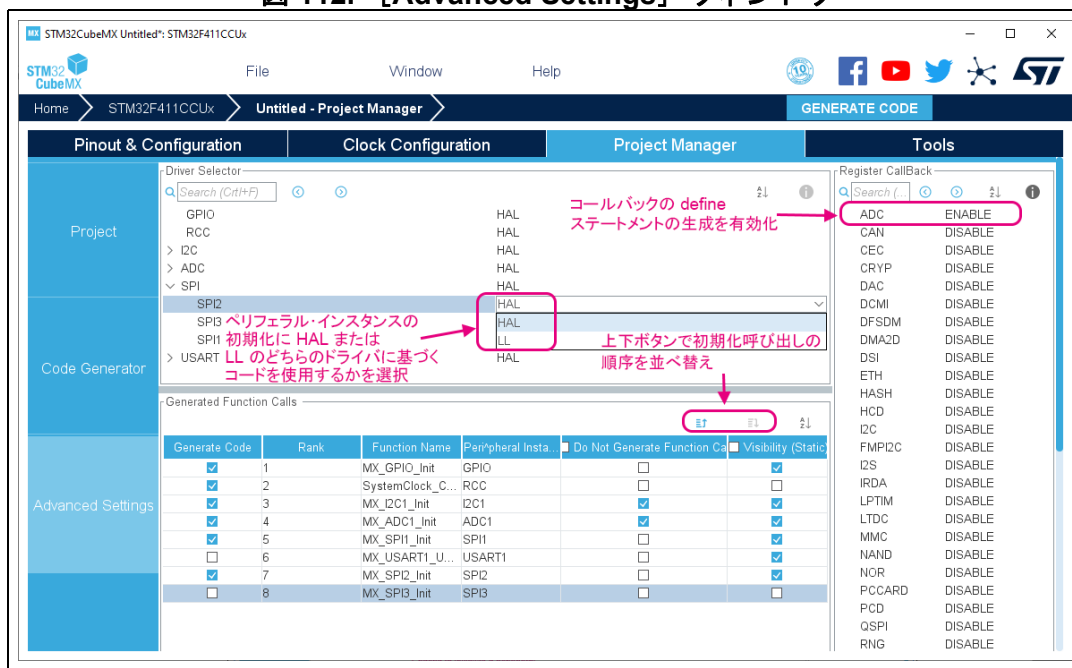 図 112. [Advanced Settings] ウィンドウ
MX STM32CubeMX Untitled*: STM32F411CCUx
STM32 CubeMX
File Window Help
10
ST
Home STM32F411CCUx Untitled - Project Manager GENERATE CODE
Pinout & Configuration Clock Configuration Project Manager Tools
Project
Code Generator
Advanced Settings
Driver Selector
Search (Crtl+F)
GPIO HAL
RCC HAL
I2C HAL
ADC HAL
SPI HAL
SPI2 HAL
SPI3 HAL
SPI1 LL
USART HAL
コールバックの define
ステートメントの生成を有効化
ペリフェラル・インスタンスの
初期化に HAL または
LL のどちらのドライバに基づく
コードを使用するかを選択
上下ボタンで初期化呼び出しの
順序を並べ替え
Generated Function Calls
Generate Code Rank Function Name Peri^pheral Insta... Do Not Generate Function Ca Visibility (Static)
1 MX_GPIO_Init GPIO
2 SystemClock_C... RCC
3 MX_I2C1_Init I2C1
4 MX_ADC1_Init ADC1
5 MX_SPI1_Init SPI1
6 MX_USART1_U... USART1
7 MX_SPI2_Init SPI2
8 MX_SPI3_Init SPI3
Register CallBack
Search (...
ADC ENABLE
CAN DISABLE
CEC DISABLE
CRYP DISABLE
DAC DISABLE
DCMI DISABLE
DFSDM DISABLE
DMA2D DISABLE
DSI DISABLE
ETH DISABLE
HASH DISABLE
HCD DISABLE
I2C DISABLE
FMPI2C DISABLE
I2S DISABLE
IRDA DISABLE
LPTIM DISABLE
LTDC DISABLE
MMC DISABLE
NAND DISABLE
NOR DISABLE
PCCARD DISABLE
PCD DISABLE
QSPI DISABLE
RNG DISABLE